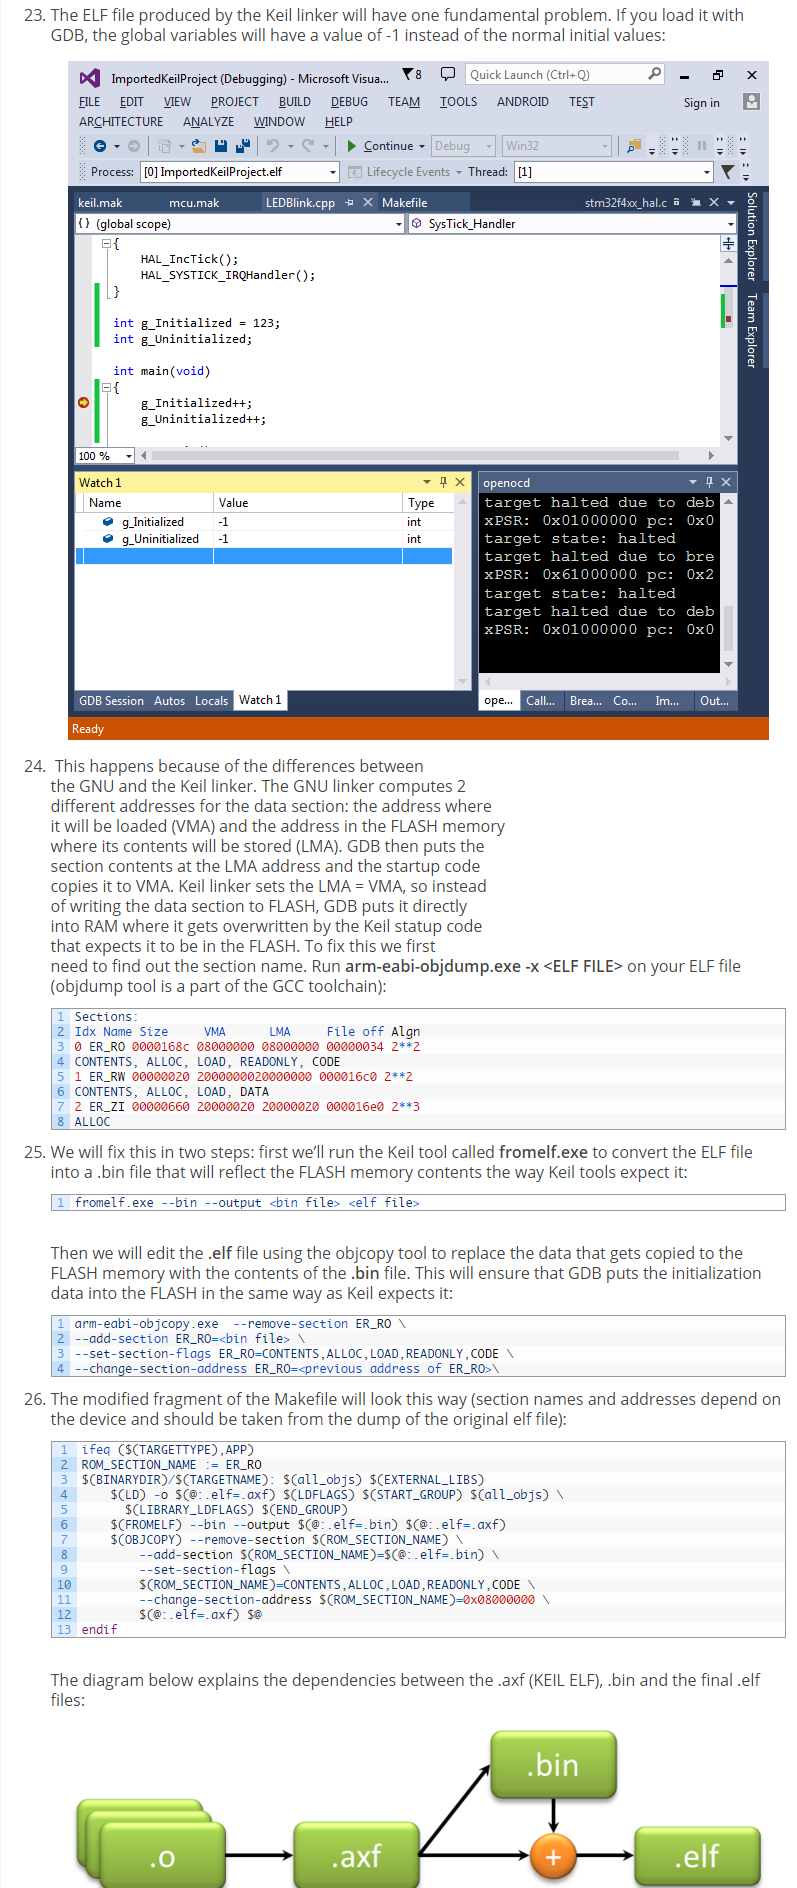 23. The ELF file produced by the Keil linker will have one fundamental problem. If you load it with
GDB, the global variables will have a value of -1 instead of the normal initial values:
ImportedKeilProject (Debugging) - Microsoft Visua...
8
Quick Launch (Ctrl+Q)
FILE EDIT VIEW PROJECT BUILD DEBUG TEAM TOOLS ANDROID TEST
Sign in
ARCHITECTURE ANALYZE WINDOW HELP
Continue Debug Win32
Process: [0] ImportedKeilProject.elf Lifecycle Events Thread: [1]
keil.mak mcu.mak LEDBlink.cpp Makefile stm32f4xx_hal.c
Solution Explorer
Team Explorer
(global scope) SysTick_Handler
{
HAL_IncTick();
HAL_SYSTICK_IRQHandler();
}
int g_Initialized = 123;
int g_Uninitialized;
int main(void)
{
g_Initialized++;
g_Uninitialized++;
100 %
Watch 1
Name Value Type
g_Initialized -1 int
g_Uninitialized -1 int
GDB Session Autos Locals Watch 1
openocd
target halted due to deb
xPSR: 0x01000000 pc: 0x0
target state: halted
target halted due to bre
xPSR: 0x61000000 pc: 0x2
target state: halted
target halted due to deb
xPSR: 0x01000000 pc: 0x0
ope... Call... Brea... Co... Im... Out...
Ready
24. This happens because of the differences between
the GNU and the Keil linker. The GNU linker computes 2
different addresses for the data section: the address where
it will be loaded (VMA) and the address in the FLASH memory
where its contents will be stored (LMA). GDB then puts the
section contents at the LMA address and the startup code
copies it to VMA. Keil linker sets the LMA = VMA, so instead
of writing the data section to FLASH, GDB puts it directly
into RAM where it gets overwritten by the Keil statup code
that expects it to be in the FLASH. To fix this we first
need to find out the section name. Run arm-eabi-objdump.exe -x <ELF FILE> on your ELF file
(objdump tool is a part of the GCC toolchain):
1 Sections:
2 Idx Name Size VMA LMA File off Algn
3 0 ER_RO 0000168c 08000000 08000000 00000034 2**2
4 CONTENTS, ALLOC, LOAD, READONLY, CODE
5 1 ER_RW 00000020 2000000020000000 000016c0 2**2
6 CONTENTS, ALLOC, LOAD, DATA
7 2 ER_ZI 00000660 20000020 20000020 000016e0 2**3
8 ALLOC
25. We will fix this in two steps: first we'll run the Keil tool called fromelf.exe to convert the ELF file
into a .bin file that will reflect the FLASH memory contents the way Keil tools expect it:
1 fromelf.exe --bin --output <bin file> <elf file>
Then we will edit the .elf file using the objcopy tool to replace the data that gets copied to the
FLASH memory with the contents of the .bin file. This will ensure that GDB puts the initialization
data into the FLASH in the same way as Keil expects it:
1 arm-eabi-objcopy.exe --remove-section ER_RO \
2 --add-section ER_RO=<bin file> \
3 --set-section-flags ER_RO=CONTENTS,ALLOC,LOAD,READONLY,CODE \
4 --change-section-address ER_RO=<previous address of ER_RO>\
26. The modified fragment of the Makefile will look this way (section names and addresses depend on
the device and should be taken from the dump of the original elf file):
1 ifeq ($(TARGETTYPE),APP)
2 ROM_SECTION_NAME := ER_RO
3 $(BINARYDIR)/$(TARGETNAME): $(all_objs) $(EXTERNAL_LIBS)
4 $(LD) -o $(@:.elf=.axf) $(LDFLAGS) $(START_GROUP) $(all_objs) \
5 $(LIBRARY_LDFLAGS) $(END_GROUP)
6 $(FROMELF) --bin --output $(@:.elf=.bin) $(@:.elf=.axf)
7 $(OBJCOPY) --remove-section $(ROM_SECTION_NAME) \
8 --add-section $(ROM_SECTION_NAME)=$(@:.elf=.bin) \
9 --set-section-flags \
10 $(ROM_SECTION_NAME)=CONTENTS,ALLOC,LOAD,READONLY,CODE \
11 --change-section-address $(ROM_SECTION_NAME)=0x08000000 \
12 $(@:.elf=.axf) $@
13 endif
The diagram below explains the dependencies between the .axf (KEIL ELF), .bin and the final .elf
files:
.bin
.o
.axf
+
.elf